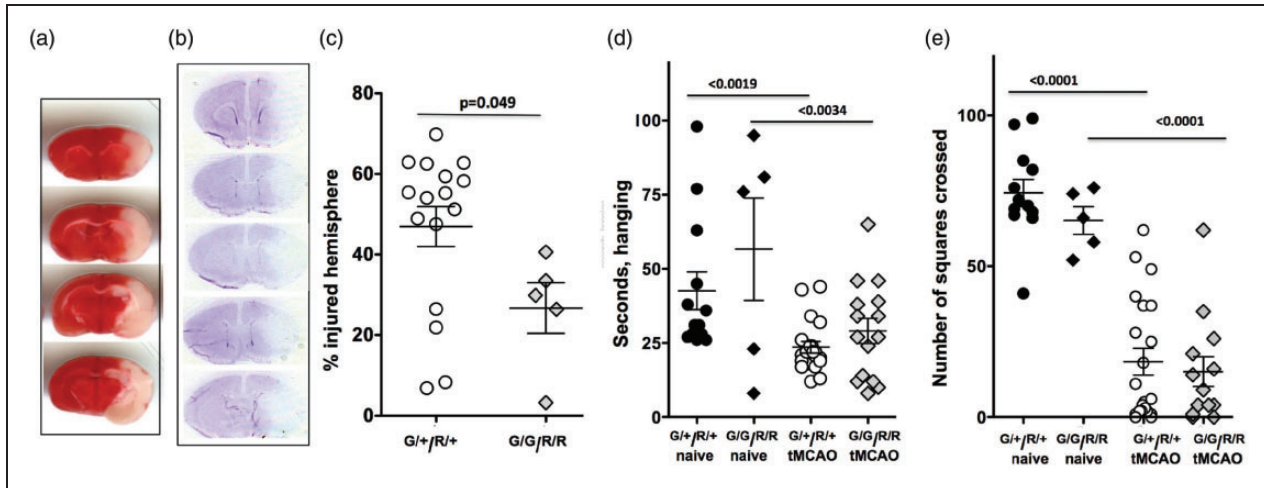 (a)
(b)
(c)
(d)
(e)
% injured hemisphere
80
60
40
20
0
p=0.049
G/+/R/+
G/G/R/R
Seconds, hanging
100
75
50
25
0
<0.0019
<0.0034
G/+/R/+ G/G/R/R G/+/R/+ G/G/R/R
naive naive tMCAO tMCAO
Number of squares crossed
100
50
0
<0.0001
<0.0001
G/+/R/+ G/G/R/R G/+/R/+ G/G/R/R
naive naive tMCAO tMCAO